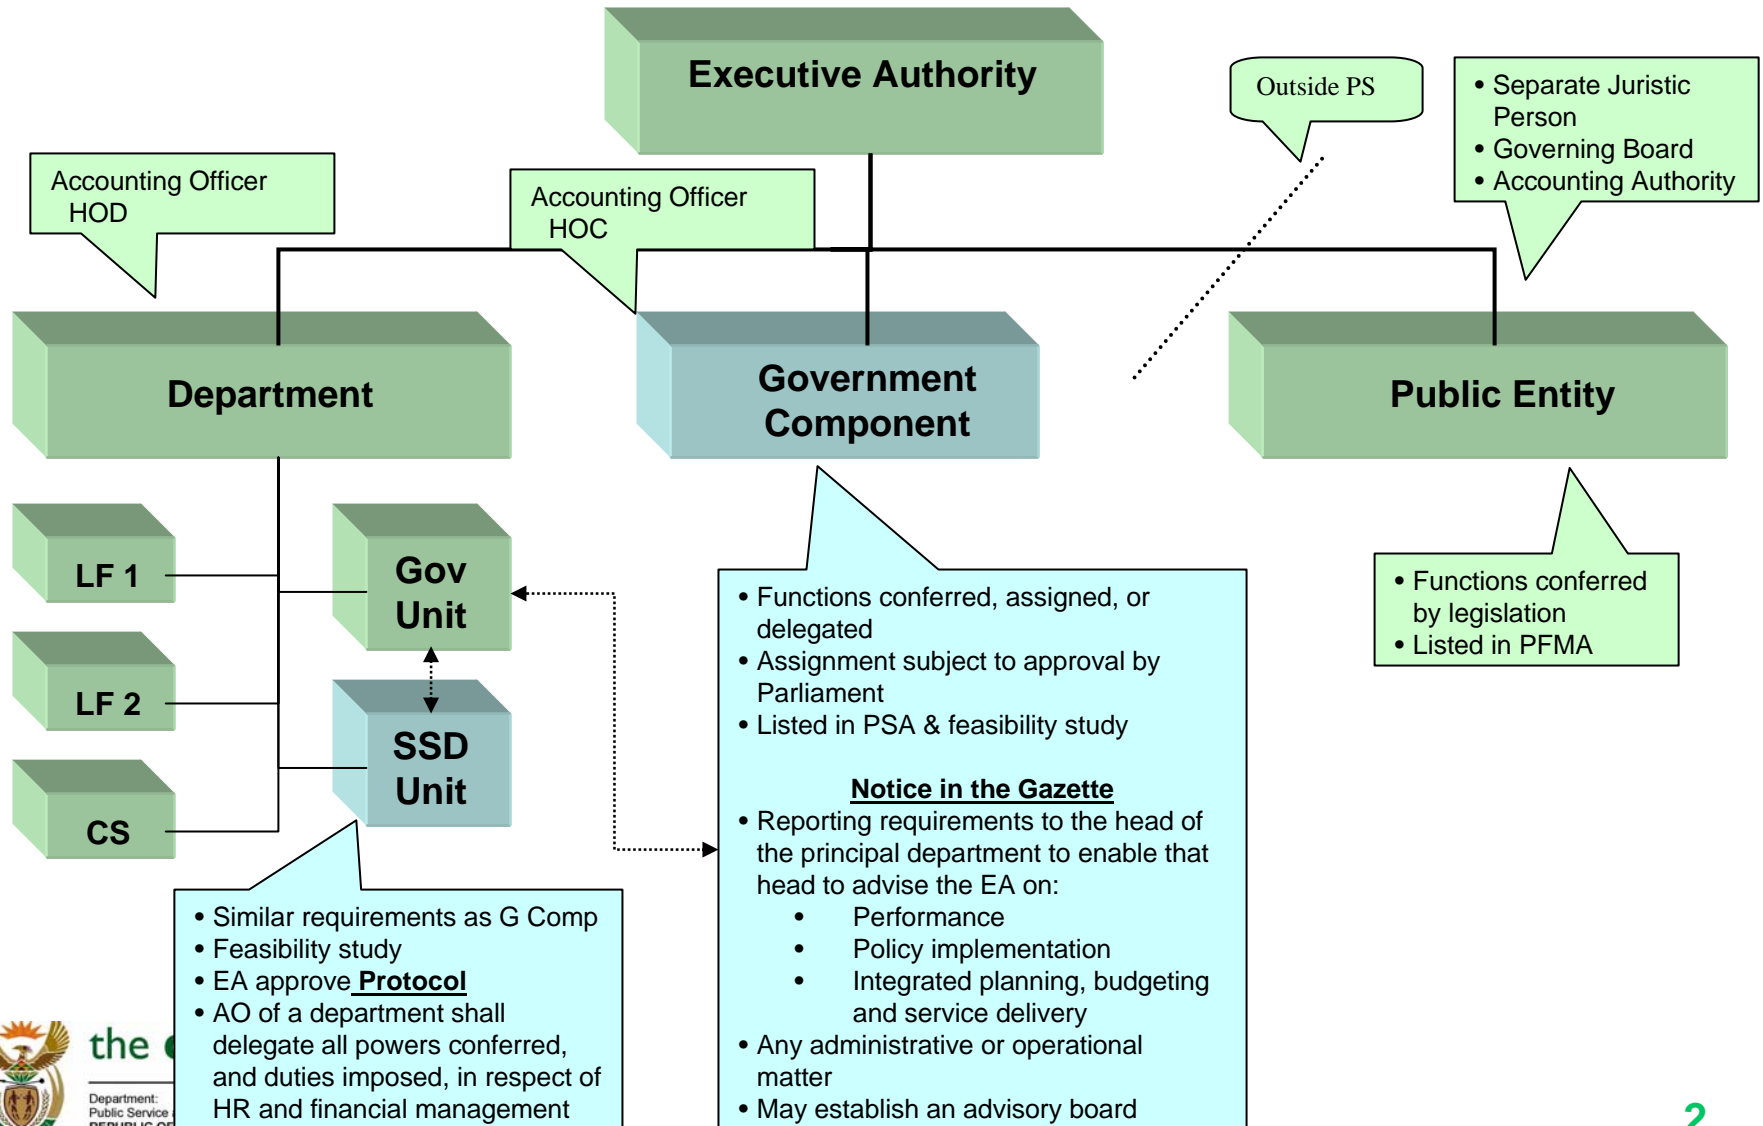 Executive Authority
Outside PS
• Separate Juristic
Person
• Governing Board
• Accounting Authority
Accounting Officer
HOD
Accounting Officer
HOC
Department
Government
Component
Public Entity
LF 1
LF 2
CS
Gov
Unit
SSD
Unit
• Functions conferred, assigned, or
delegated
• Assignment subject to approval by
Parliament
• Listed in PSA & feasibility study
Notice in the Gazette
• Reporting requirements to the head of
the principal department to enable that
head to advise the EA on:
• Performance
• Policy implementation
• Integrated planning, budgeting
and service delivery
• Any administrative or operational
matter
• May establish an advisory board
• Functions conferred
by legislation
• Listed in PFMA
• Similar requirements as G Comp
• Feasibility study
• EA approve Protocol
• AO of a department shall
delegate all powers conferred,
and duties imposed, in respect of
HR and financial management
the
Department:
Public Service
REPUBLIC OF
2